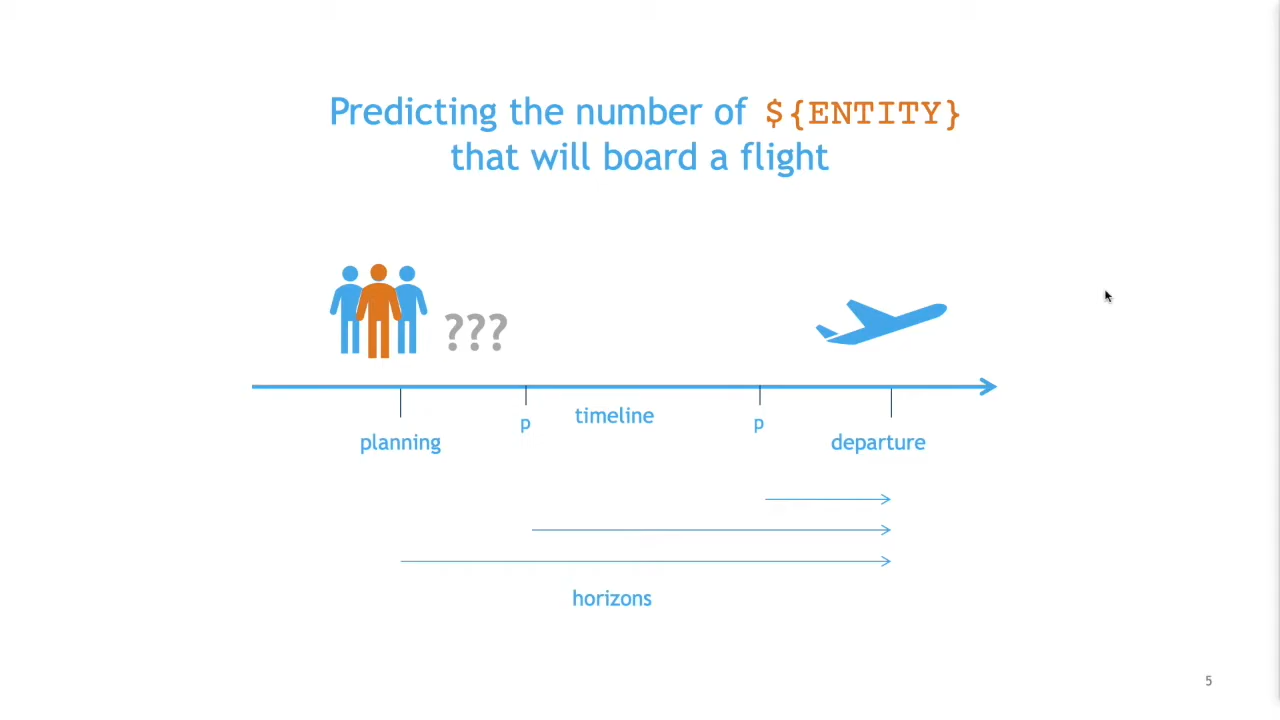 Predicting the number of ${ENTITY}
that will board a flight
???
timeline
p
p
planning
departure
horizons
5